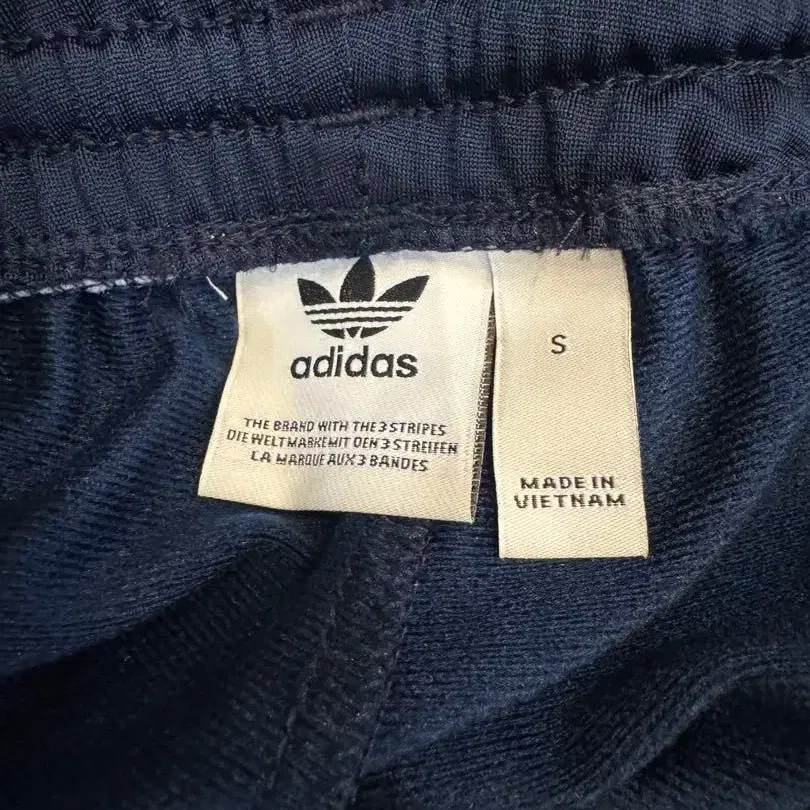 adidas
THE BRAND WITH THE 3 STRIPES
DIE WELTMARKE MIT DEN 3 STREIFEN
LA MARQUE AUX 3 BANDES
S
MADE IN
VIETNAM